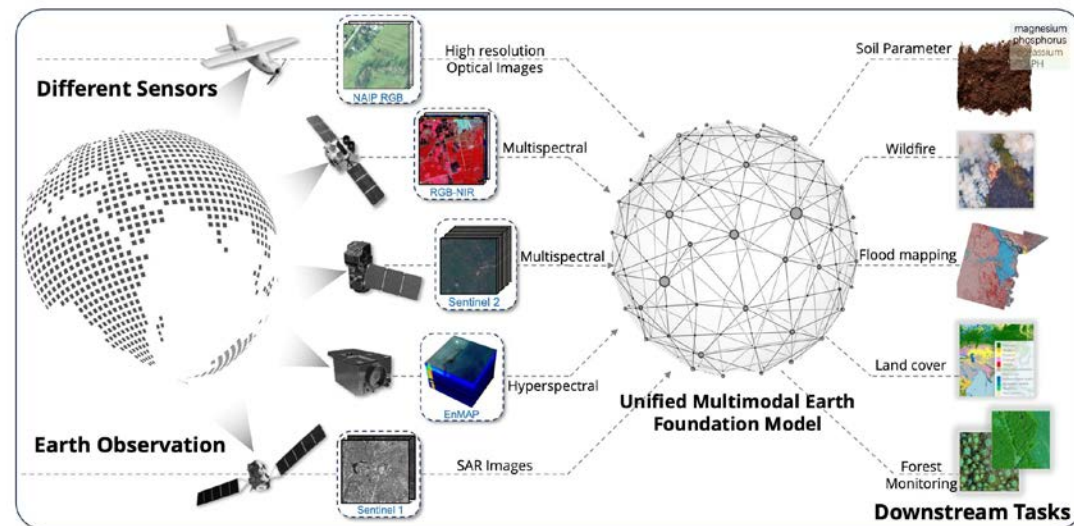 Different Sensors
NAIP RGB
High resolution
Optical Images
RGB-NIR
Multispectral
Sentinel 2
Multispectral
EnMAP
Hyperspectral
Earth Observation
Sentinel 1
SAR Images
Unified Multimodal Earth
Foundation Model
Soil Parameter
magnesium
phosphorus
Wildfire
Flood mapping
Land cover
Forest
Monitoring
Downstream Tasks